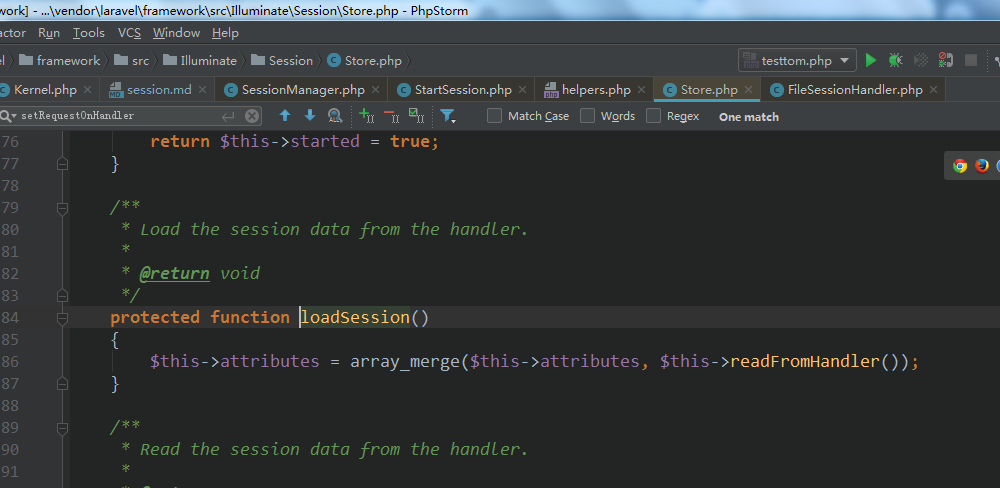 work] - ...\vendor\laravel\framework\src\Illuminate\Session\Store.php - PhpStorm
actor Run Tools VCS Window Help
framework src Illuminate Session Store.php testtom.php
Kernel.php session.md SessionManager.php StartSession.php helpers.php Store.php FileSessionHandler.php
setRequestOnHandler Match Case Words Regex One match
76 return $this->started = true;
77 }
78
79 /**
80 * Load the session data from the handler.
81 *
82 * @return void
83 */
84 protected function loadSession()
85 {
86 $this->attributes = array_merge($this->attributes, $this->readFromHandler());
87 }
88
89 /**
90 * Read the session data from the handler.
91 *